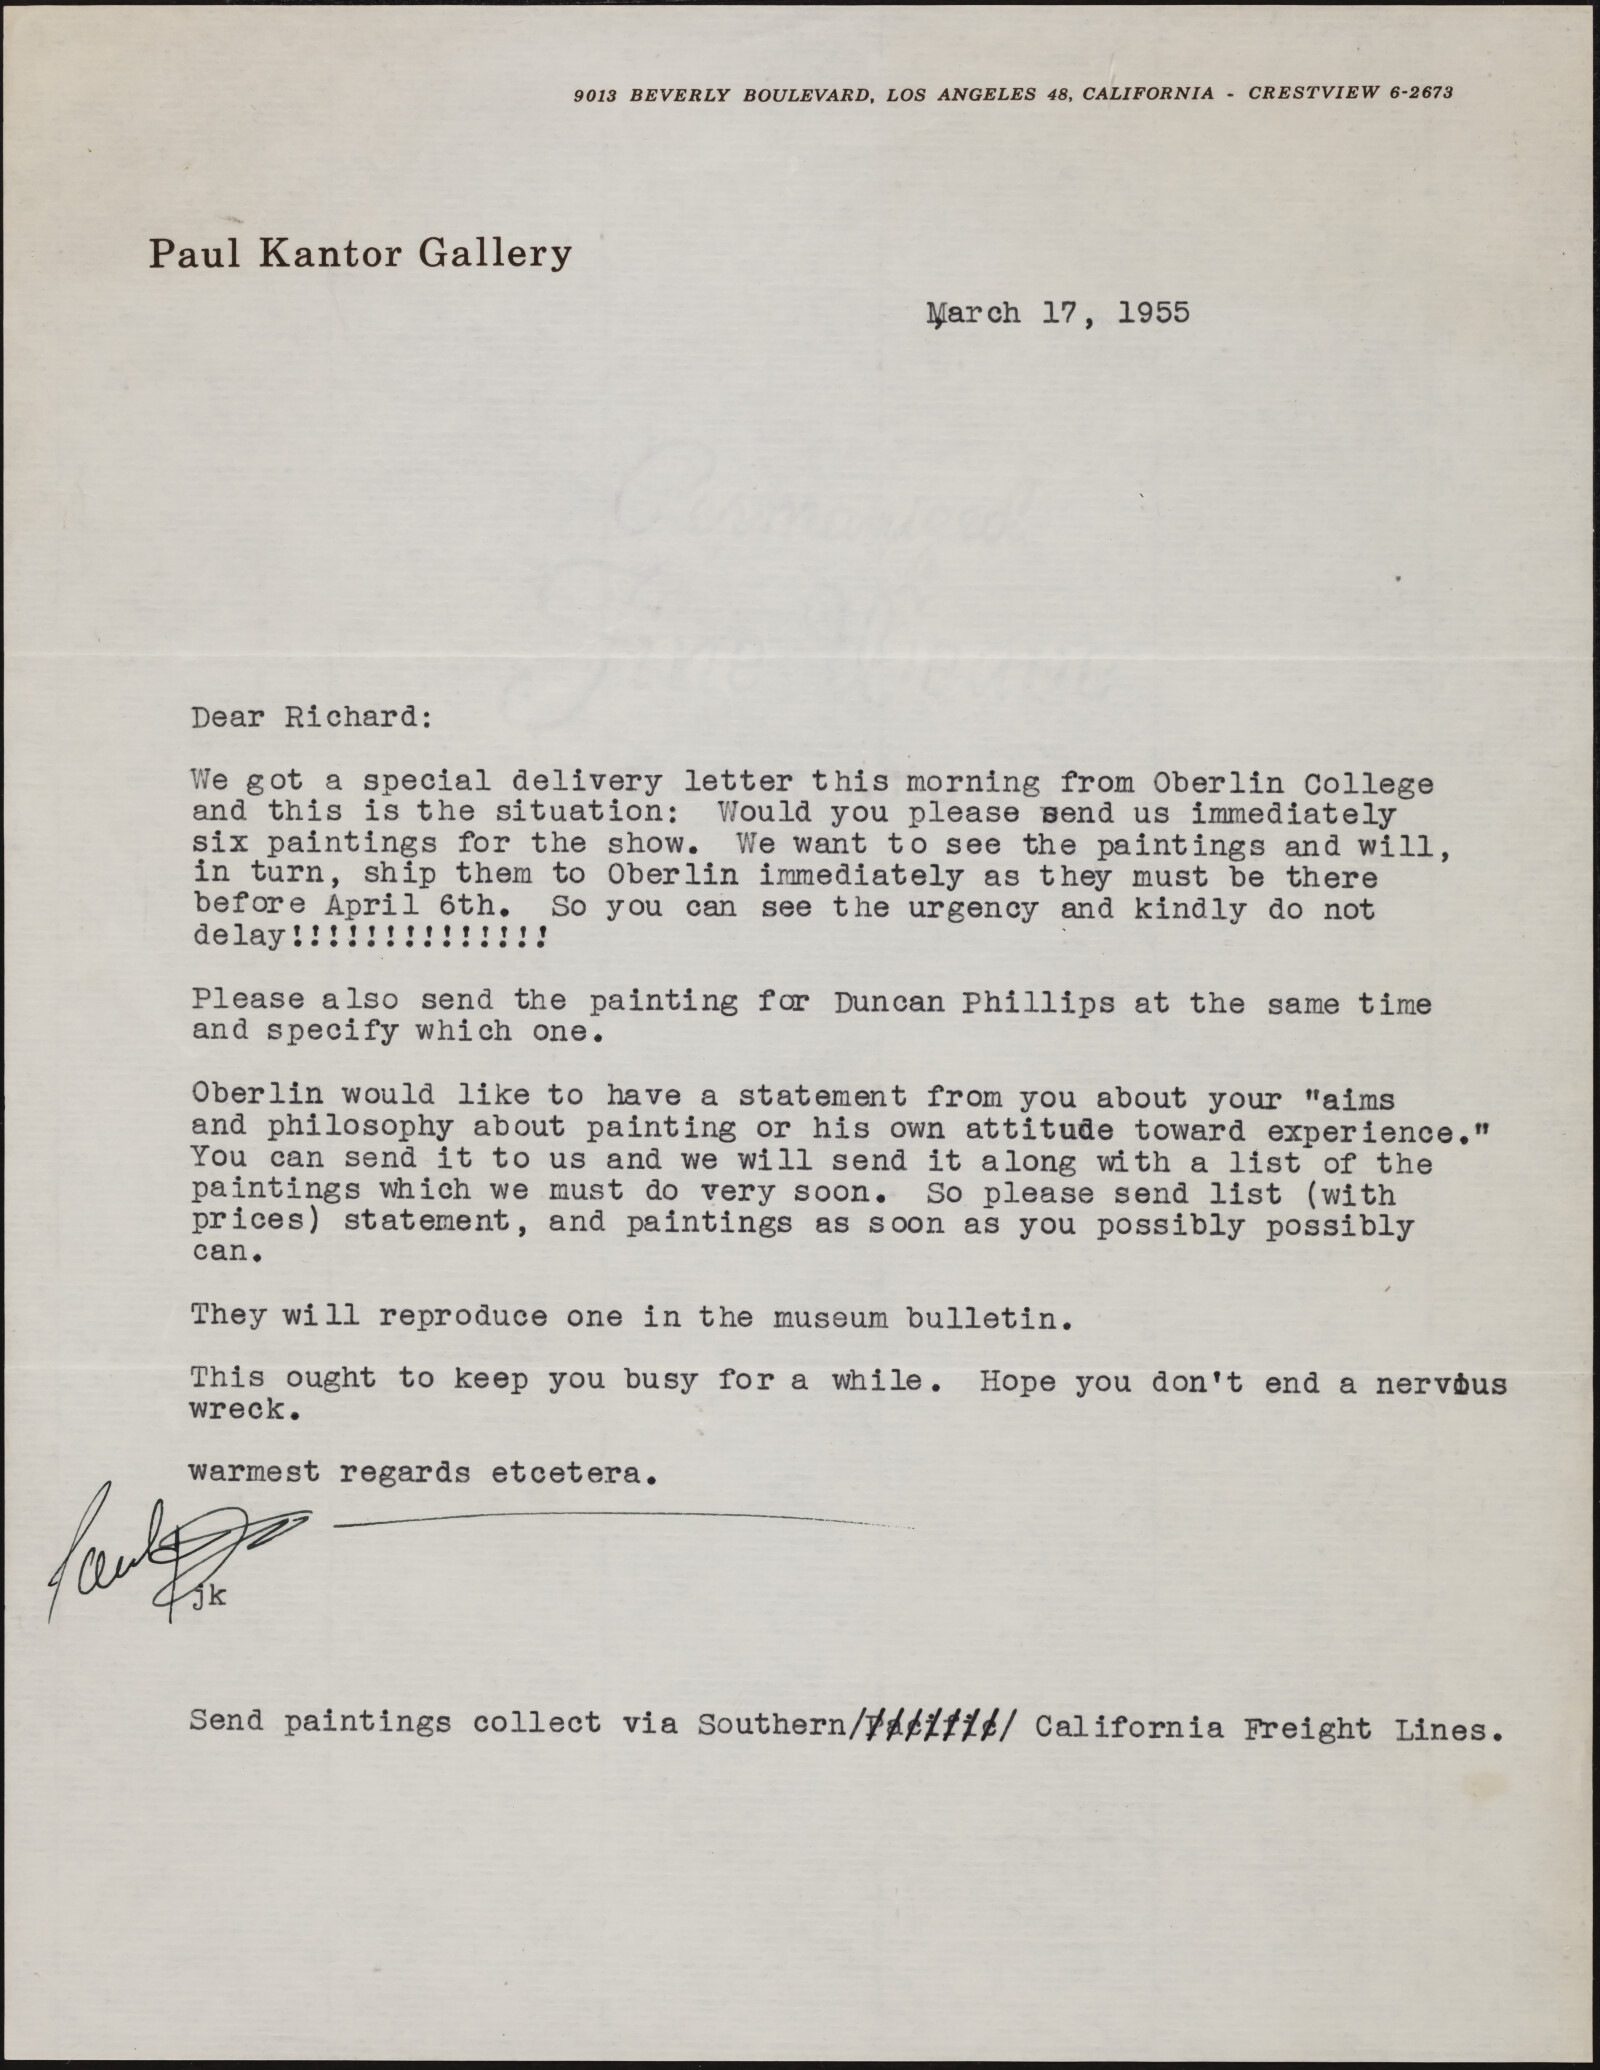 9013 BEVERLY BOULEVARD, LOS ANGELES 48, CALIFORNIA - CRESTVIEW 6-2673
Paul Kantor Gallery
March 17, 1955
Dear Richard:
We got a special delivery letter this morning from Oberlin College
and this is the situation: Would you please send us immediately
six paintings for the show. We want to see the paintings and will,
in turn, ship them to Oberlin immediately as they must be there
before April 6th. So you can see the urgency and kindly do not
delay!!!!!!!!!!!!!!
Please also send the painting for Duncan Phillips at the same time
and specify which one.
Oberlin would like to have a statement from you about your "aims
and philosophy about painting or his own attitude toward experience."
You can send it to us and we will send it along with a list of the
paintings which we must do very soon. So please send list (with
prices) statement, and paintings as soon as you possibly possibly
can.
They will reproduce one in the museum bulletin.
This ought to keep you busy for a while. Hope you don't end a nervous
wreck.
warmest regards etcetera.
Paul
jk
Send paintings collect via Southern/Pacific/ California Freight Lines.